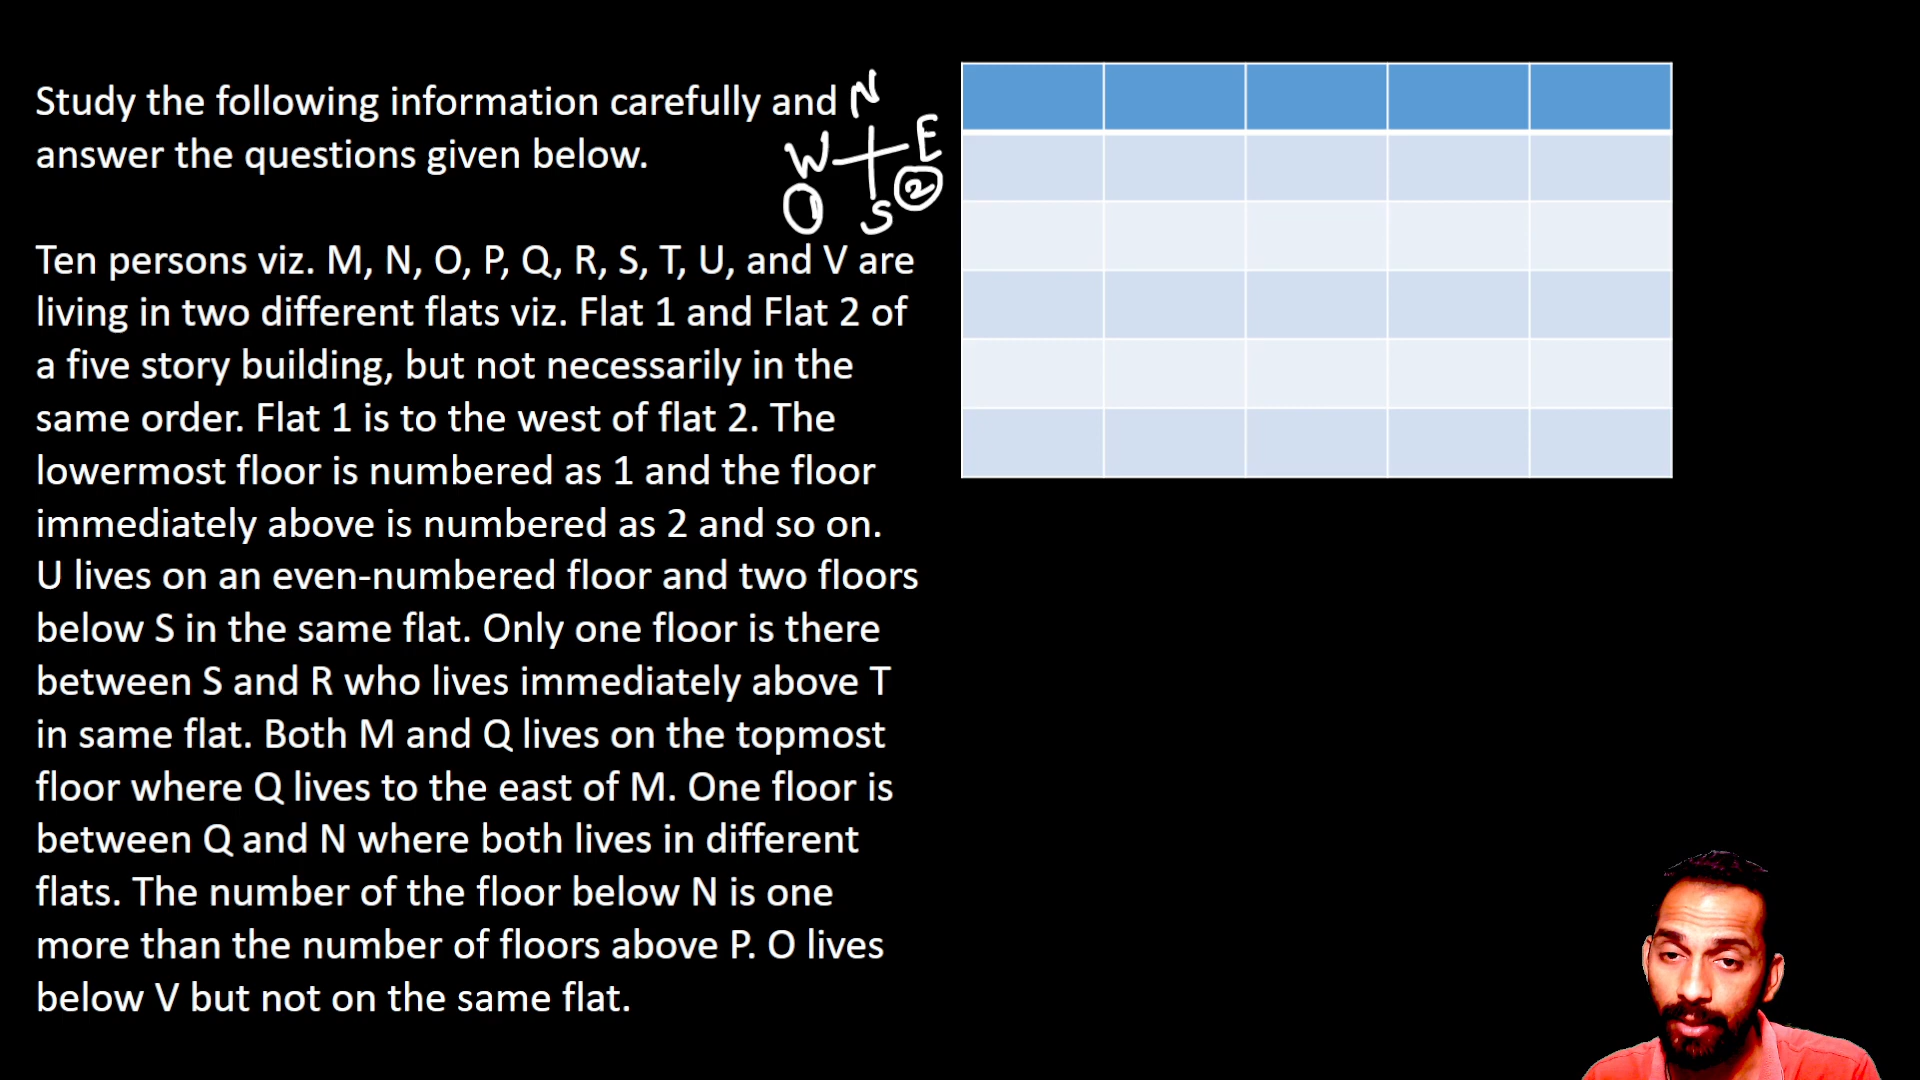 Study the following information carefully and
answer the questions given below.
N
W E
1 2
S
Ten persons viz. M, N, O, P, Q, R, S, T, U, and V are
living in two different flats viz. Flat 1 and Flat 2 of
a five story building, but not necessarily in the
same order. Flat 1 is to the west of flat 2. The
lowermost floor is numbered as 1 and the floor
immediately above is numbered as 2 and so on.
U lives on an even-numbered floor and two floors
below S in the same flat. Only one floor is there
between S and R who lives immediately above T
in same flat. Both M and Q lives on the topmost
floor where Q lives to the east of M. One floor is
between Q and N where both lives in different
flats. The number of the floor below N is one
more than the number of floors above P. O lives
below V but not on the same flat.